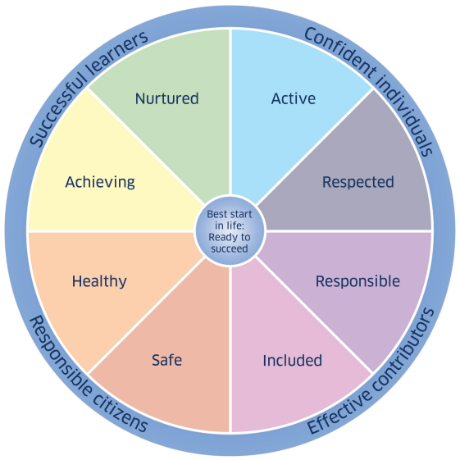 Successful learners
Confident individuals
Nurtured
Active
Achieving
Respected
Best start
in life:
Ready to
succeed
Healthy
Responsible
Safe
Included
Responsible citizens
Effective contributors